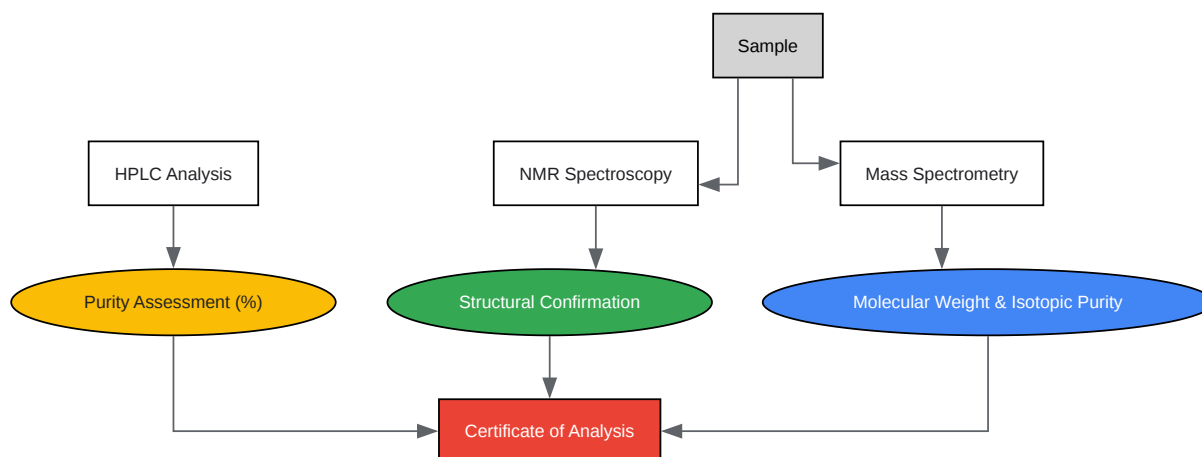 Sample
HPLC Analysis
NMR Spectroscopy
Mass Spectrometry
Purity Assessment (%)
Structural Confirmation
Molecular Weight & Isotopic Purity
Certificate of Analysis